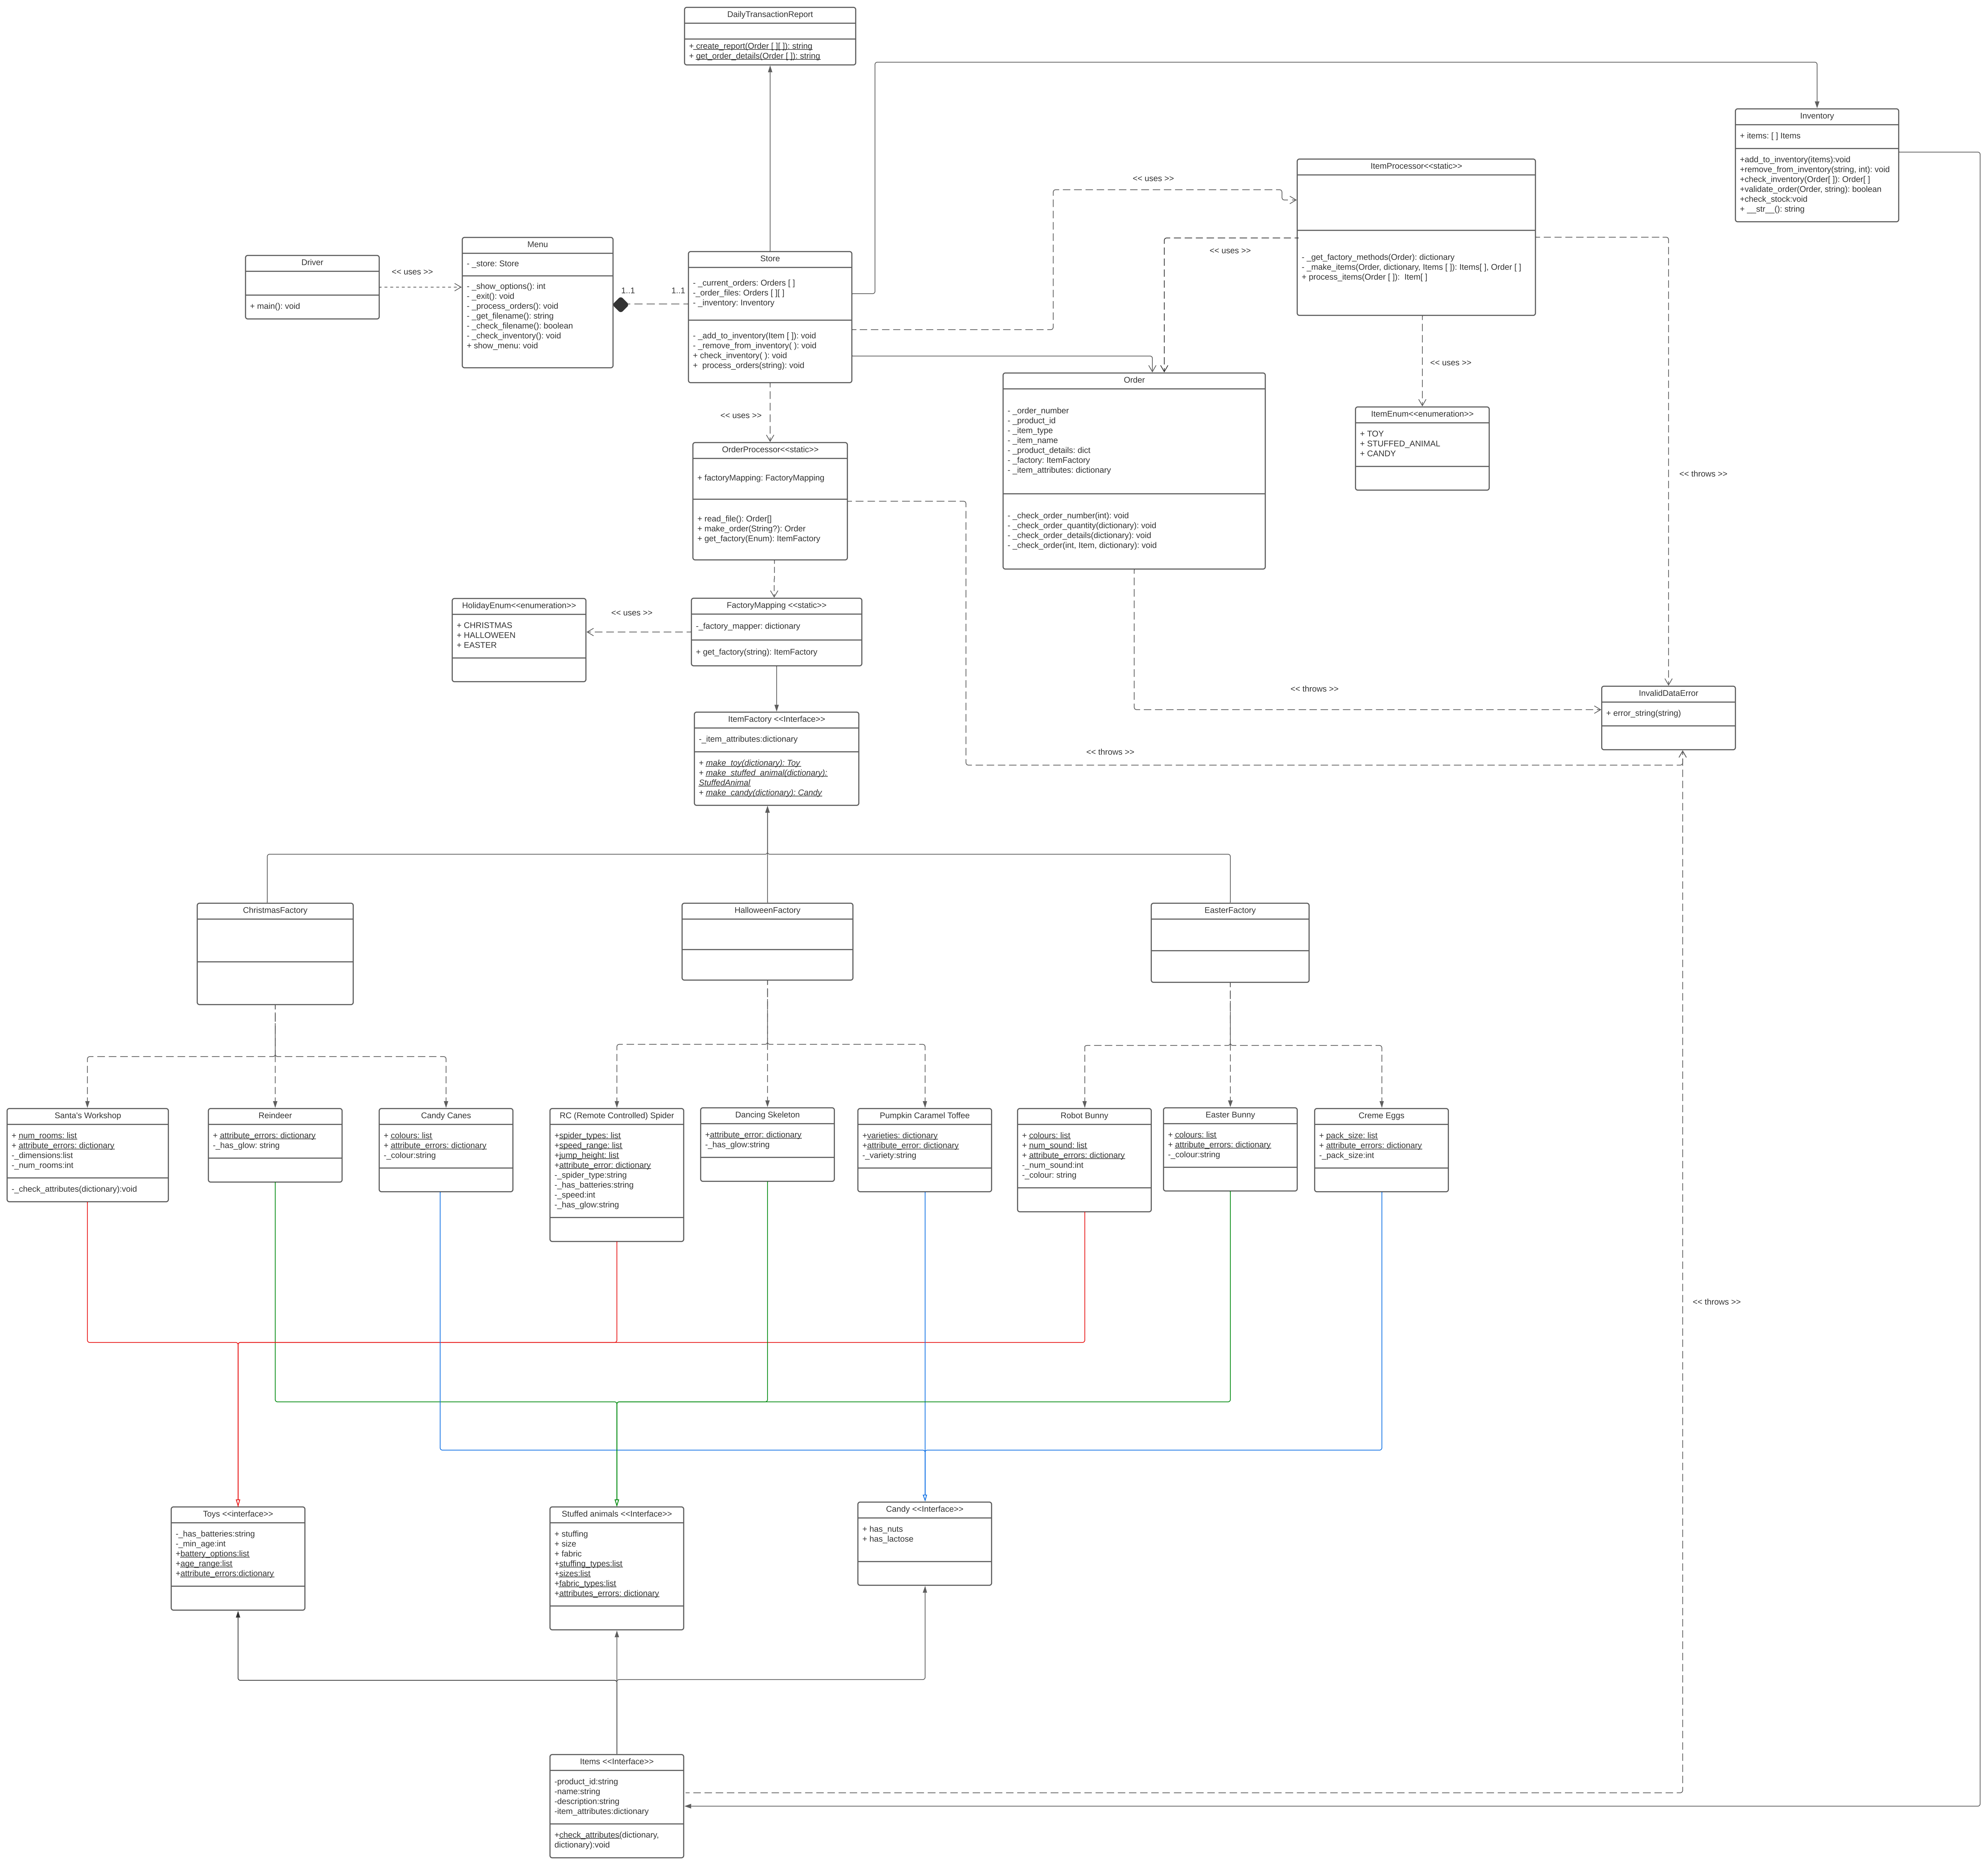 DailyTransactionReport
+ create_report(Order [ ][ ]): string
+ get_order_details(Order [ ]): string
Inventory
+ items: [ ] Items
+add_to_inventory(items):void
+remove_from_inventory(string, int): void
+check_inventory(Order[ ]): Order[ ]
+validate_order(Order, string): boolean
+check_stock:void
+ __str__(): string
ItemProcessor<<static>>
- _get_factory_methods(Order): dictionary
- _make_items(Order, dictionary, Items [ ]): Items[ ], Order [ ]
+ process_items(Order [ ]): Item[ ]
<< uses >>
<< uses >>
Driver
+ main(): void
<< uses >>
Menu
- _store: Store
- _show_options(): int
- _exit(): void
- _process_orders(): void
- _get_filename(): string
- _check_filename(): boolean
- _check_inventory(): void
+ show_menu: void
1..1
1..1
Store
- _current_orders: Orders [ ]
-_order_files: Orders [ ][ ]
- _inventory: Inventory
- _add_to_inventory(Item [ ]): void
- _remove_from_inventory( ): void
+ check_inventory( ): void
+ process_orders(string): void
<< uses >>
<< uses >>
Order
- _order_number
- _product_id
- _item_type
- _item_name
- _product_details: dict
- _factory: ItemFactory
- _item_attributes: dictionary
- _check_order_number(int): void
- _check_order_quantity(dictionary): void
- _check_order_details(dictionary): void
- _check_order(int, Item, dictionary): void
ItemEnum<<enumeration>>
+ TOY
+ STUFFED_ANIMAL
+ CANDY
<< throws >>
OrderProcessor<<static>>
+ factoryMapping: FactoryMapping
+ read_file(): Order[]
+ make_order(String?): Order
+ get_factory(Enum): ItemFactory
HolidayEnum<<enumeration>>
+ CHRISTMAS
+ HALLOWEEN
+ EASTER
<< uses >>
FactoryMapping <<static>>
-_factory_mapper: dictionary
+ get_factory(string): ItemFactory
<< throws >>
InvalidDataError
+ error_string(string)
<< throws >>
ItemFactory <<Interface>>
-_item_attributes:dictionary
+ make_toy(dictionary): Toy
+ make_stuffed_animal(dictionary):
StuffedAnimal
+ make_candy(dictionary): Candy
ChristmasFactory
HalloweenFactory
EasterFactory
Santa's Workshop
+ num_rooms: list
+ attribute_errors: dictionary
-_dimensions:list
-_num_rooms:int
-_check_attributes(dictionary):void
Reindeer
+ attribute_errors: dictionary
-_has_glow: string
Candy Canes
+ colours: list
+ attribute_errors: dictionary
-_colour:string
RC (Remote Controlled) Spider
+spider_types: list
+speed_range: list
+jump_height: list
+attribute_error: dictionary
-_spider_type:string
-_has_batteries:string
-_speed:int
-_has_glow:string
Dancing Skeleton
+attribute_error: dictionary
-_has_glow:string
Pumpkin Caramel Toffee
+varieties: dictionary
+attribute_error: dictionary
-_variety:string
Robot Bunny
+ colours: list
+ num_sound: list
+ attribute_errors: dictionary
-_num_sound:int
-_colour: string
Easter Bunny
+ colours: list
+ attribute_errors: dictionary
-_colour:string
Creme Eggs
+ pack_size: list
+ attribute_errors: dictionary
-_pack_size:int
<< throws >>
Toys <<interface>>
-_has_batteries:string
-_min_age:int
+battery_options:list
+age_range:list
+attribute_errors:dictionary
Stuffed animals <<Interface>>
+ stuffing
+ size
+ fabric
+stuffing_types:list
+sizes:list
+fabric_types:list
+attributes_errors: dictionary
Candy <<Interface>>
+ has_nuts
+ has_lactose
Items <<Interface>>
-product_id:string
-name:string
-description:string
-item_attributes:dictionary
+check_attributes(dictionary,
dictionary):void